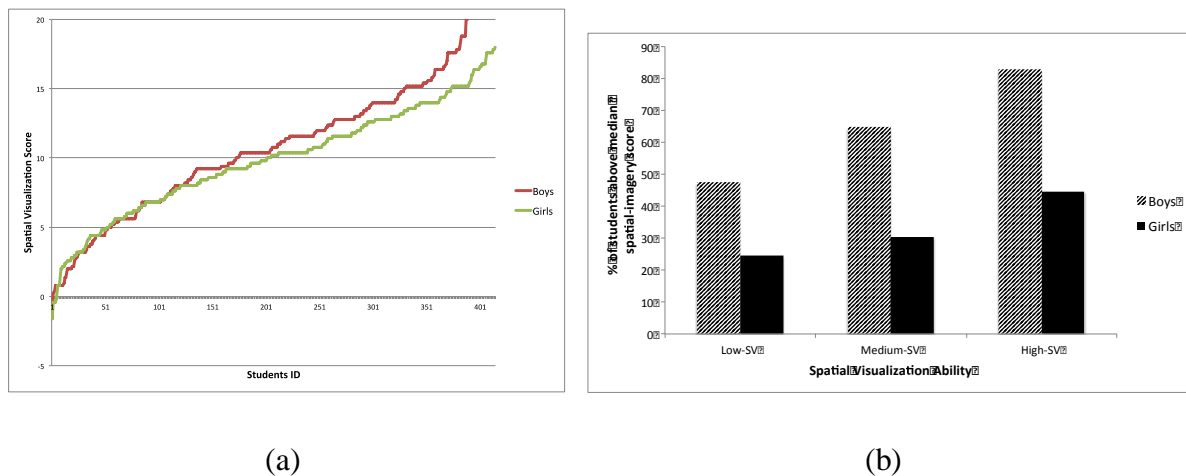 20
15
10
5
0
-5
1 51 101 151 201 251 301 351 401
Spatial Visualization Score
Students ID
Boys
Girls
(a)
90
80
70
60
50
40
30
20
10
0
% of students above median
spatial-imagery score
Low-SV Medium-SV High-SV
Spatial Visualization Ability
Boys
Girls
(b)